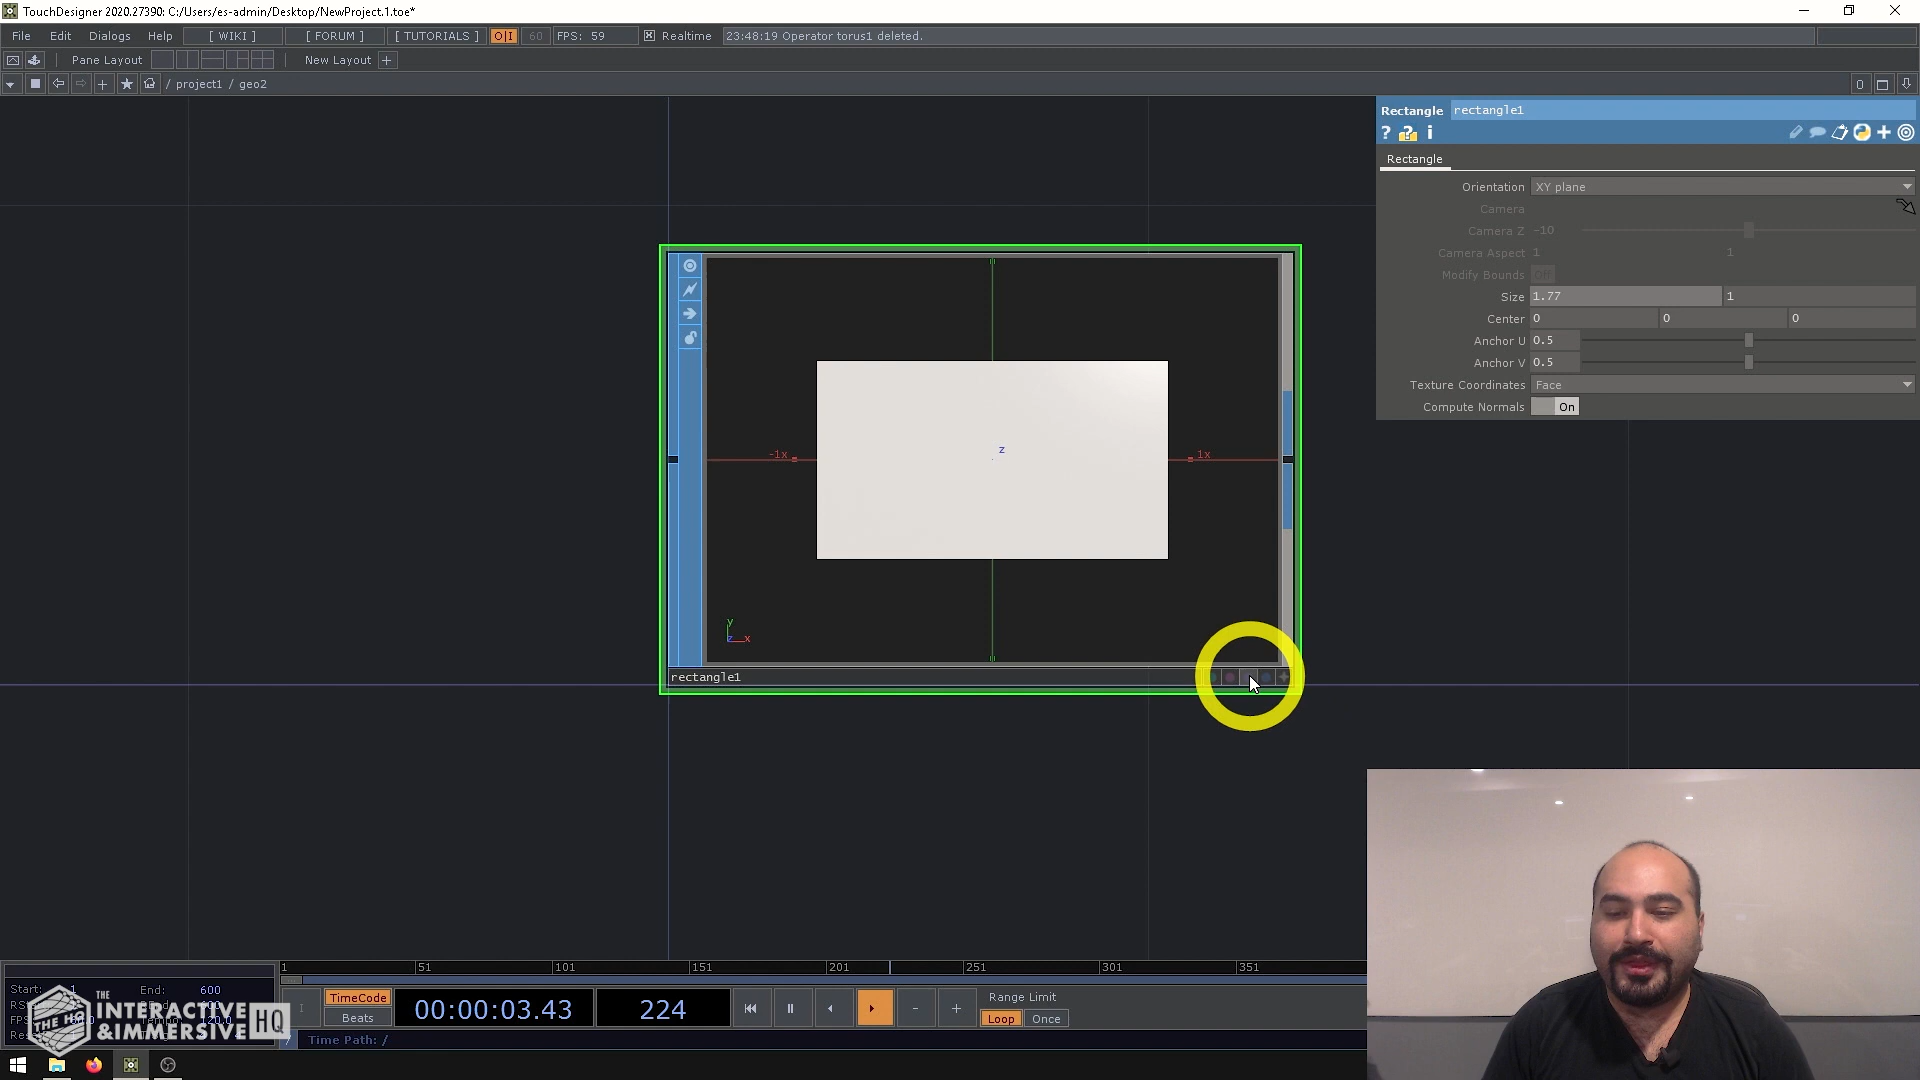 TouchDesigner 2020.27390: C:/Users/es-admin/Desktop/NewProject.1.toe*
File Edit Dialogs Help [ WIKI ] [ FORUM ] [ TUTORIALS ] O|I 60 FPS: 59 Realtime 23:48:19 Operator torus1 deleted.
Pane Layout New Layout +
/ project1 / geo2 0
Rectangle rectangle1
? ? i
Rectangle
Orientation XY plane
Camera
Camera Z -10
Camera Aspect 1 1
Modify Bounds Off
Size 1.77 1
Center 0 0 0
Anchor U 0.5
Anchor V 0.5
Texture Coordinates Face
Compute Normals On
z
-1x 1x
y
z x
rectangle1
1 51 101 151 201 251 301 351
Start: 1 End: 600
TimeCode
Beats
00:00:03.43 224
Range Limit
Loop Once
Time Path: /
THE INTERACTIVE & IMMERSIVE HQ
THE HQ